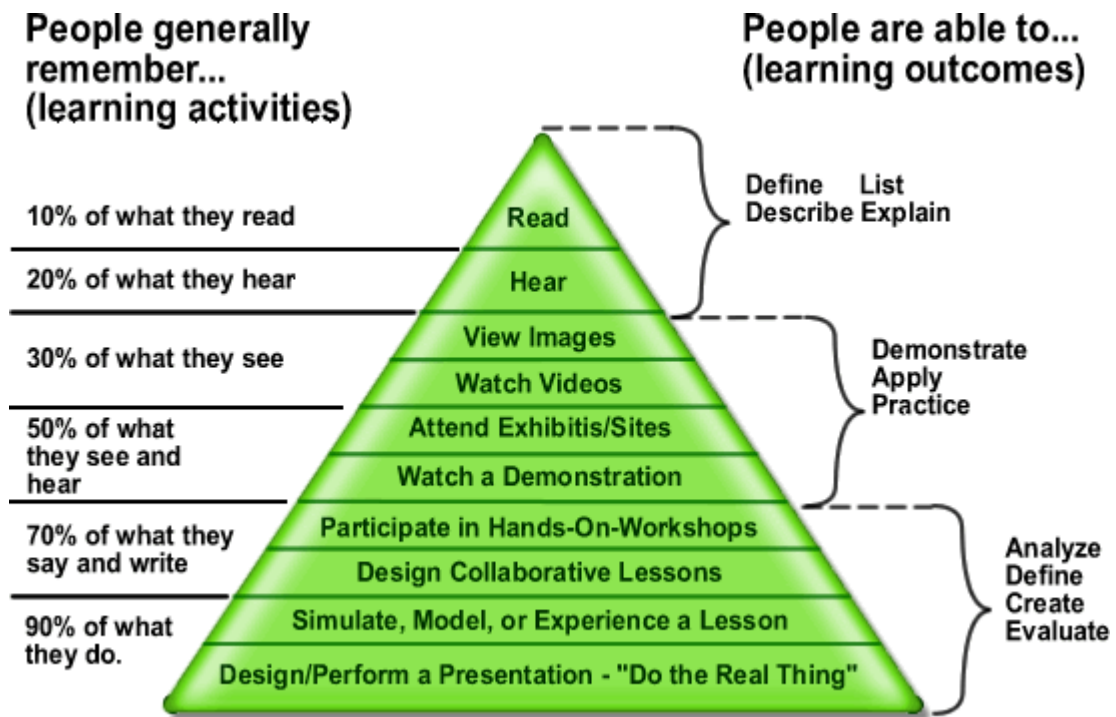 People generally
remember...
(learning activities)
People are able to...
(learning outcomes)
10% of what they read
20% of what they hear
30% of what they see
50% of what
they see and
hear
70% of what they
say and write
90% of what
they do.
Read
Hear
View Images
Watch Videos
Attend Exhibitis/Sites
Watch a Demonstration
Participate in Hands-On-Workshops
Design Collaborative Lessons
Simulate, Model, or Experience a Lesson
Design/Perform a Presentation - "Do the Real Thing"
Define List
Describe Explain
Demonstrate
Apply
Practice
Analyze
Define
Create
Evaluate